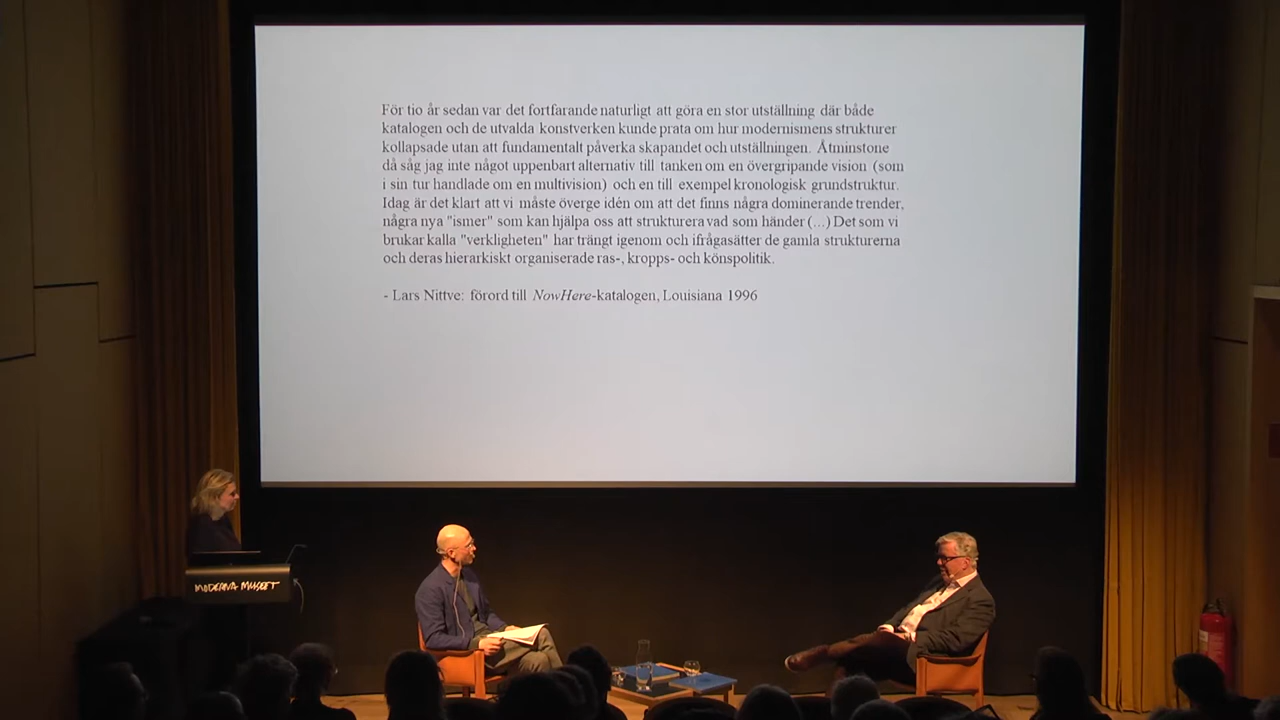 För tio år sedan var det fortfarande naturligt att göra en stor utställning där både
katalogen och de utvalda konstverken kunde prata om hur modernismens strukturer
kollapsade utan att fundamentalt påverka skapandet och utställningen. Åtminstone
då såg jag inte något uppenbart alternativ till tanken om en övergripande vision (som
i sin tur handlade om en multivision) och en till exempel kronologisk grundstruktur.
Idag är det klart att vi måste överge idén om att det finns några dominerande trender,
några nya "ismer" som kan hjälpa oss att strukturera vad som händer (...) Det som vi
brukar kalla "verkligheten" har trängt igenom och ifrågasätter de gamla strukturerna
och deras hierarkiskt organiserade ras-, kropps- och könspolitik.
- Lars Nittve: förord till NowHere-katalogen, Louisiana 1996
MODERNA MUSEET